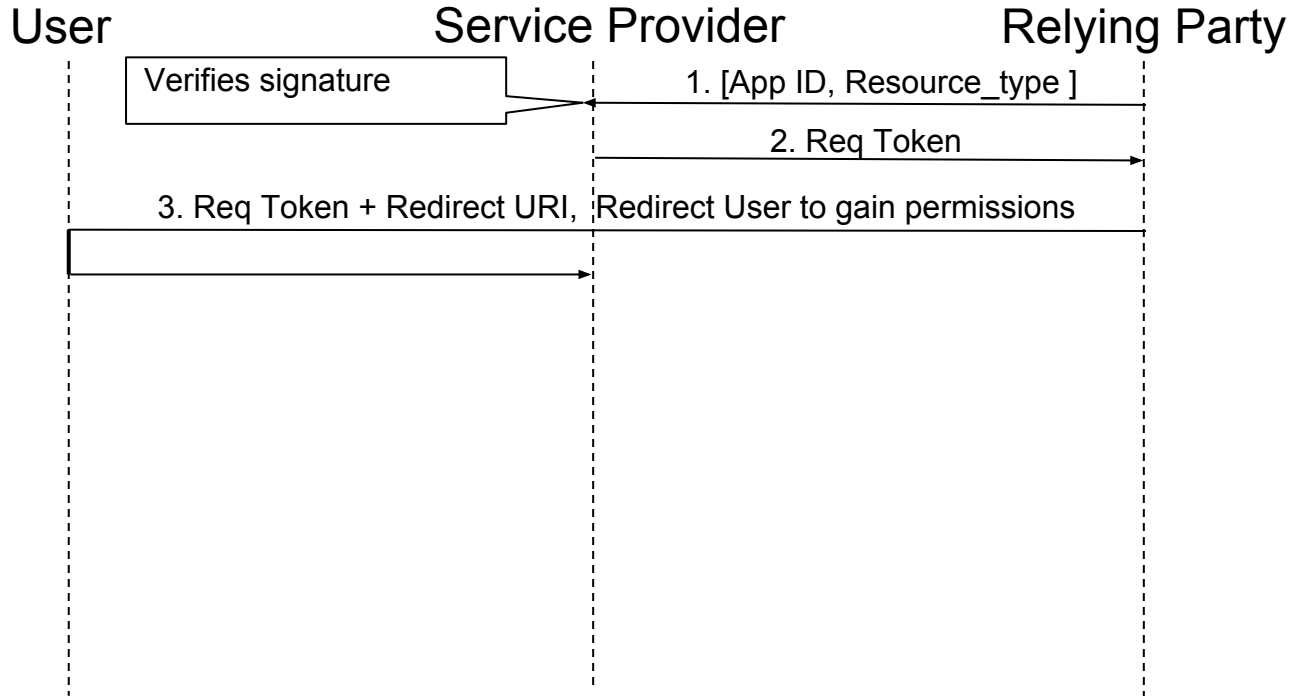 User
Service Provider
Relying Party
Verifies signature
1. [App ID, Resource_type ]
2. Req Token
3. Req Token + Redirect URI, Redirect User to gain permissions